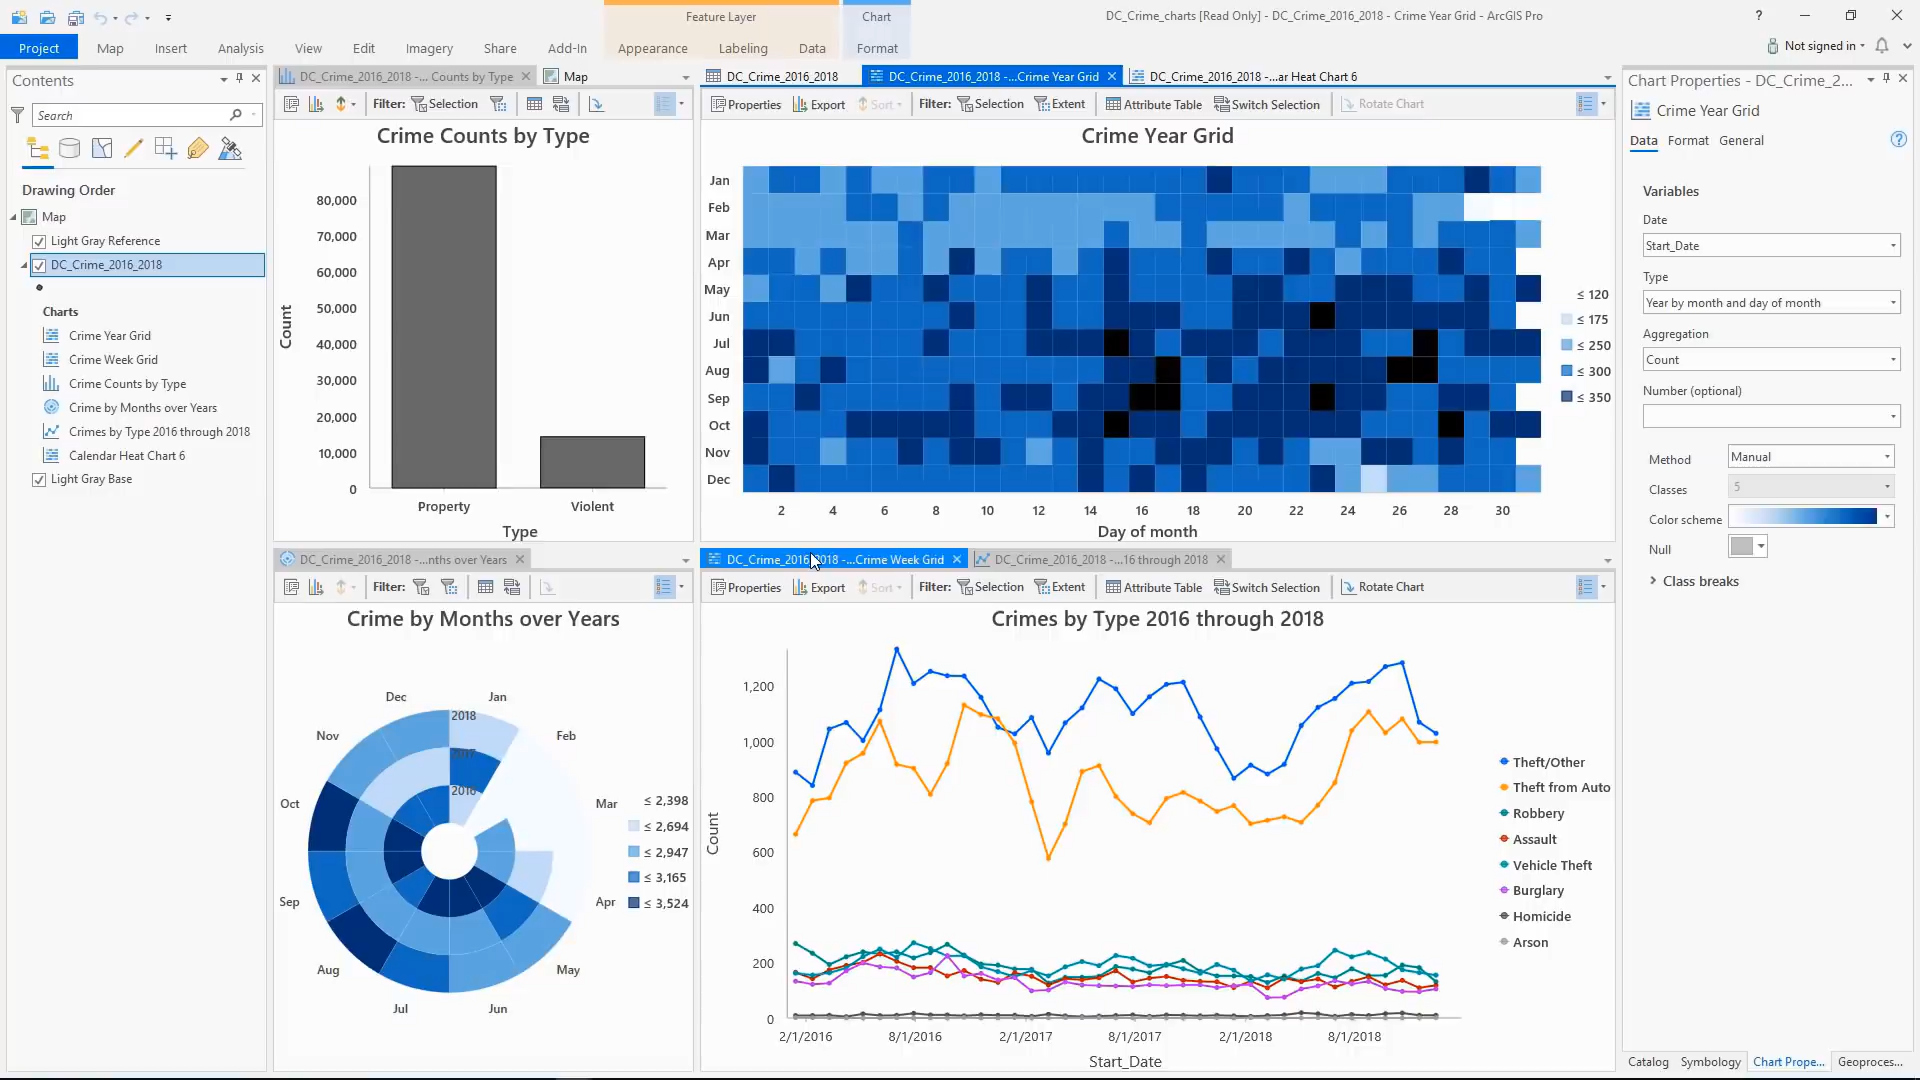 DC_Crime_charts [Read Only] - DC_Crime_2016_2018 - Crime Year Grid - ArcGIS Pro
?
Feature Layer
Chart
Project
Map
Insert
Analysis
View
Edit
Imagery
Share
Add-In
Appearance
Labeling
Data
Format
Not signed in
Contents
Search
Drawing Order
Map
Light Gray Reference
DC_Crime_2016_2018
Charts
Crime Year Grid
Crime Week Grid
Crime Counts by Type
Crime by Months over Years
Crimes by Type 2016 through 2018
Calendar Heat Chart 6
Light Gray Base
DC_Crime_2016_2018 -... Counts by Type
Map
Filter: Selection
Crime Counts by Type
80,000
70,000
60,000
50,000
40,000
30,000
20,000
10,000
0
Count
Property
Violent
Type
DC_Crime_2016_2018
DC_Crime_2016_2018 -...Crime Year Grid
DC_Crime_2016_2018 -...ar Heat Chart 6
Properties Export Sort Filter: Selection Extent Attribute Table Switch Selection Rotate Chart
Crime Year Grid
Jan
Feb
Mar
Apr
May
Jun
Jul
Aug
Sep
Oct
Nov
Dec
2 4 6 8 10 12 14 16 18 20 22 24 26 28 30
Day of month
≤ 120
≤ 175
≤ 250
≤ 300
≤ 350
DC_Crime_2016_2018 -...nths over Years
Filter:
Crime by Months over Years
Jan
Feb
Mar
Apr
May
Jun
Jul
Aug
Sep
Oct
Nov
Dec
2018
2017
2016
≤ 2,398
≤ 2,694
≤ 2,947
≤ 3,165
≤ 3,524
DC_Crime_2016_2018 -...Crime Week Grid
DC_Crime_2016_2018 -...16 through 2018
Properties Export Sort Filter: Selection Extent Attribute Table Switch Selection Rotate Chart
Crimes by Type 2016 through 2018
1,200
1,000
800
600
400
200
0
Count
2/1/2016 8/1/2016 2/1/2017 8/1/2017 2/1/2018 8/1/2018
Start_Date
Theft/Other
Theft from Auto
Robbery
Assault
Vehicle Theft
Burglary
Homicide
Arson
Chart Properties - DC_Crime_2...
Crime Year Grid
Data Format General
?
Variables
Date
Start_Date
Type
Year by month and day of month
Aggregation
Count
Number (optional)
Method Manual
Classes 5
Color scheme
Null
Class breaks
Catalog Symbology Chart Prope... Geoproces...